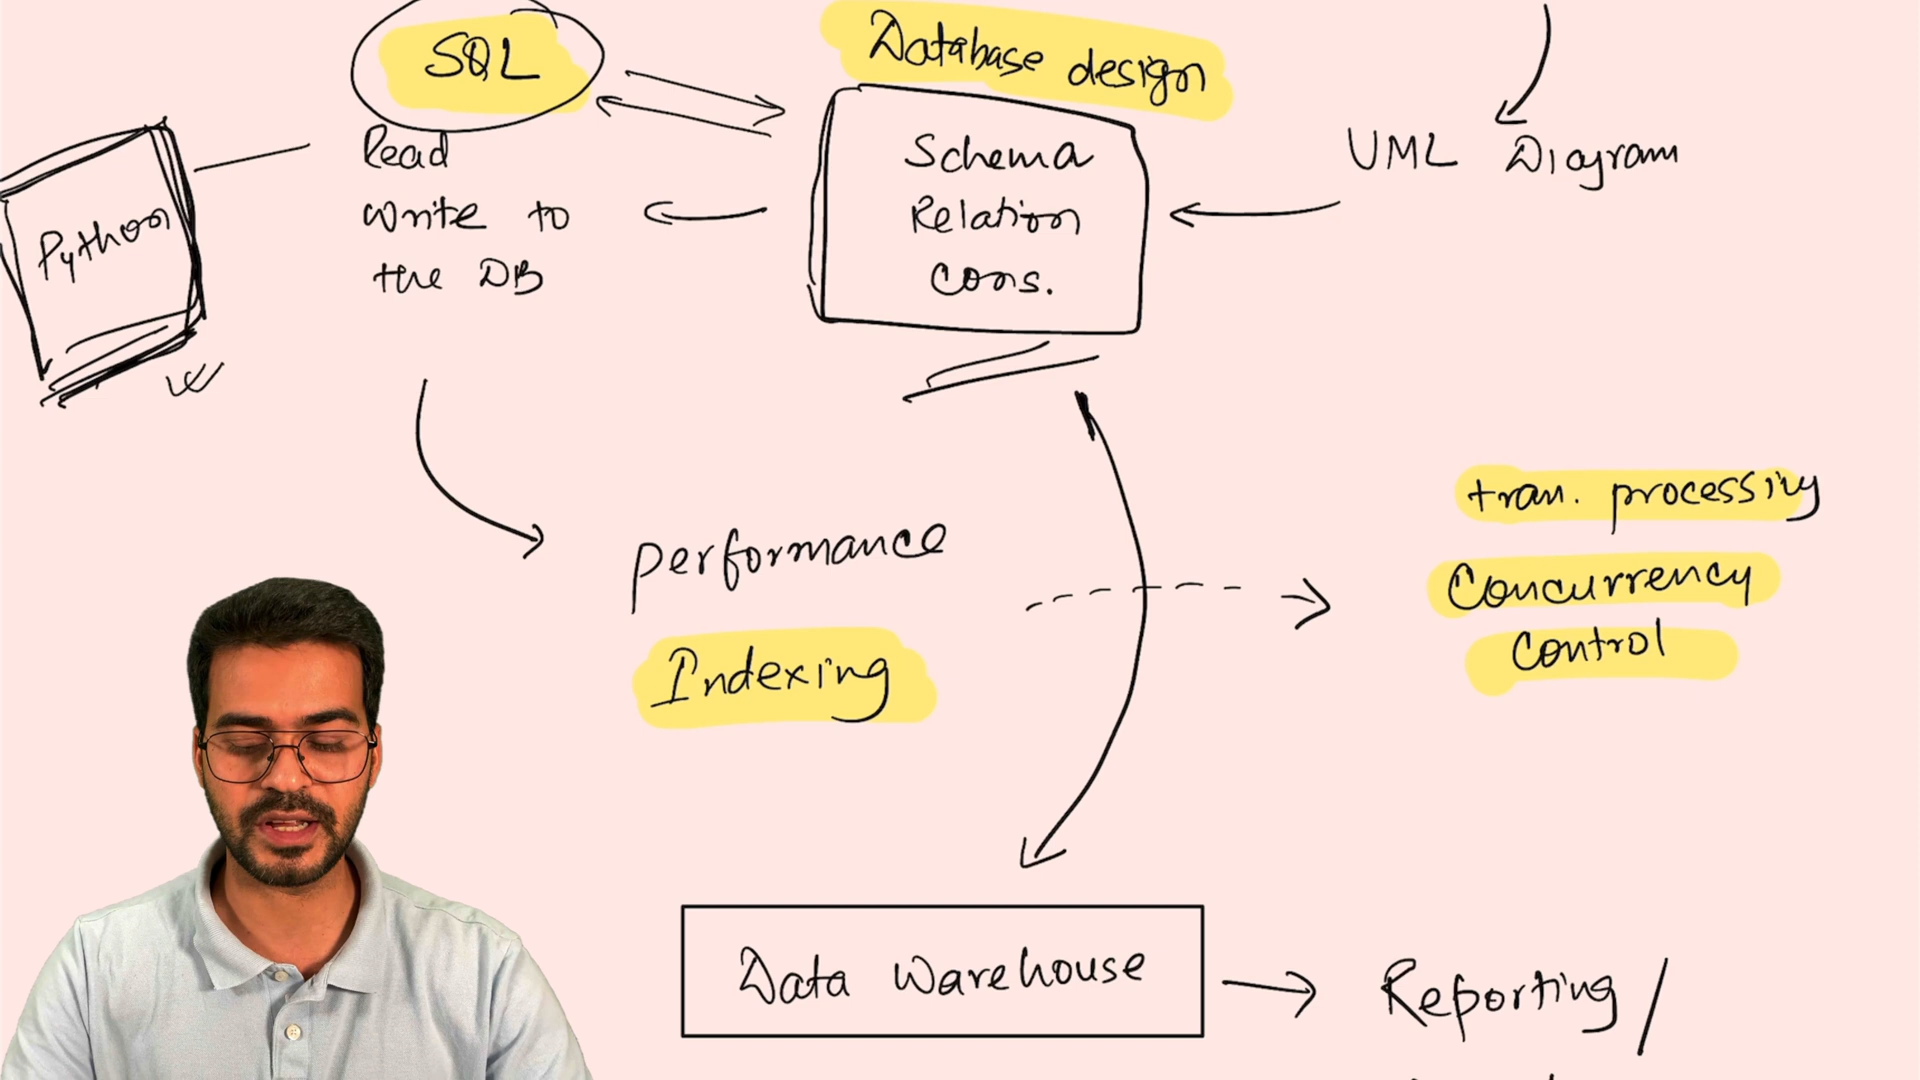 SQL
Database design
Python
Read
Write to
the DB
Schema
Relation
Cons.
UML Diagram
performance
Indexing
tran. processing
Concurrency
Control
Data Warehouse
Reporting/